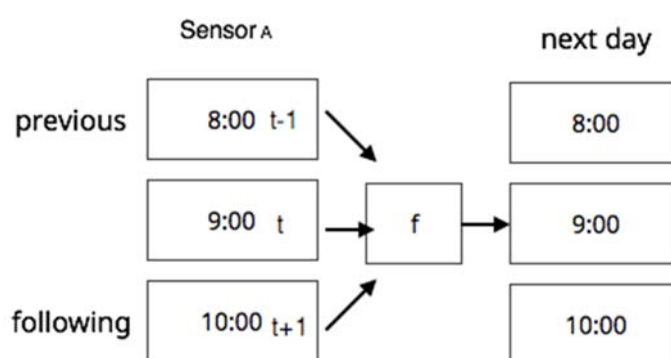 Sensor A
next day
previous
8:00 t-1
8:00
9:00 t
f
9:00
following
10:00 t+1
10:00